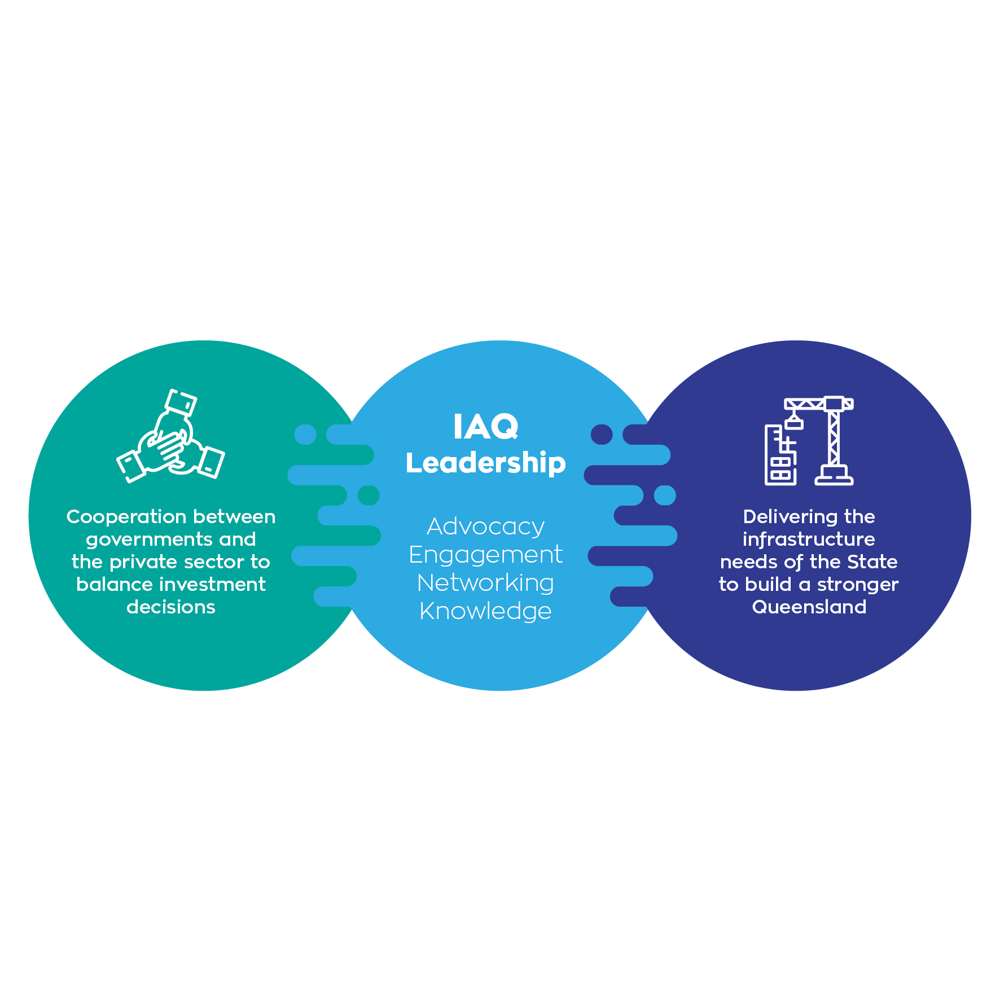 Cooperation between
governments and
the private sector to
balance investment
decisions
IAQ
Leadership
Advocacy
Engagement
Networking
Knowledge
Delivering the
infrastructure
needs of the State
to build a stronger
Queensland